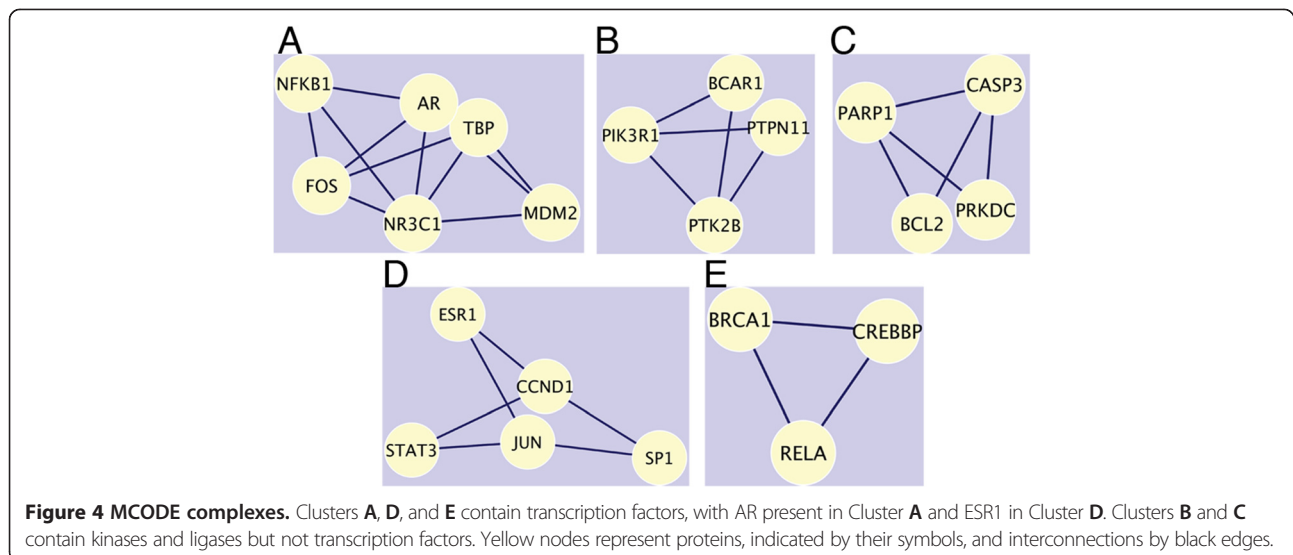 A
B
C
NFKB1
AR
TBP
FOS
NR3C1
MDM2
BCAR1
PIK3R1
PTPN11
PTK2B
CASP3
PARP1
BCL2
PRKDC
D
E
ESR1
CCND1
STAT3
JUN
SP1
BRCA1
CREBBP
RELA
Figure 4 MCODE complexes. Clusters A, D, and E contain transcription factors, with AR present in Cluster A and ESR1 in Cluster D. Clusters B and C
contain kinases and ligases but not transcription factors. Yellow nodes represent proteins, indicated by their symbols, and interconnections by black edges.